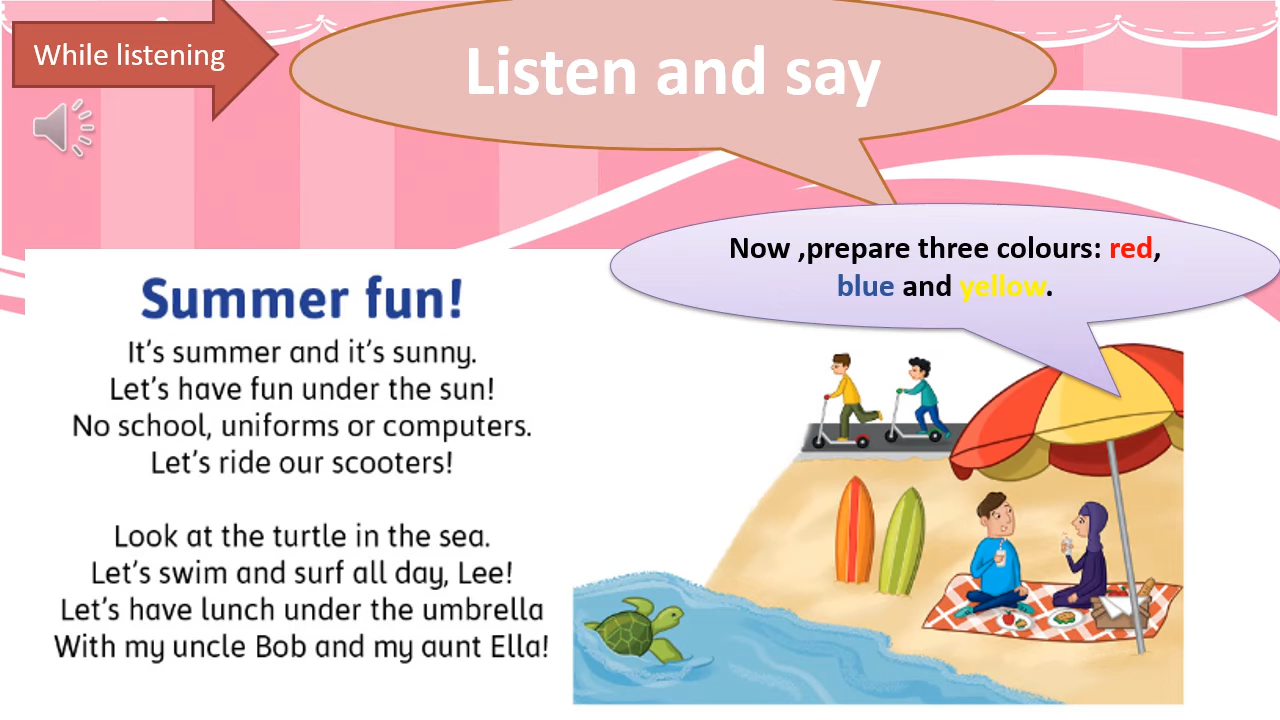 While listening
Listen and say
Now ,prepare three colours: red,
blue and yellow.
Summer fun!
It's summer and it's sunny.
Let's have fun under the sun!
No school, uniforms or computers.
Let's ride our scooters!
Look at the turtle in the sea.
Let's swim and surf all day, Lee!
Let's have lunch under the umbrella
With my uncle Bob and my aunt Ella!